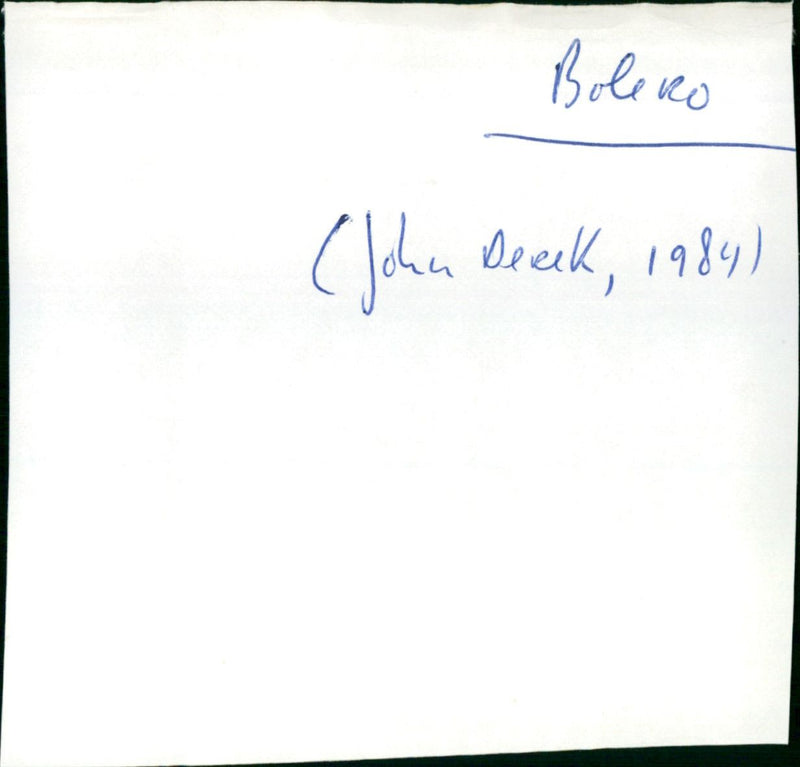 Bolero
(John Derek, 1984)